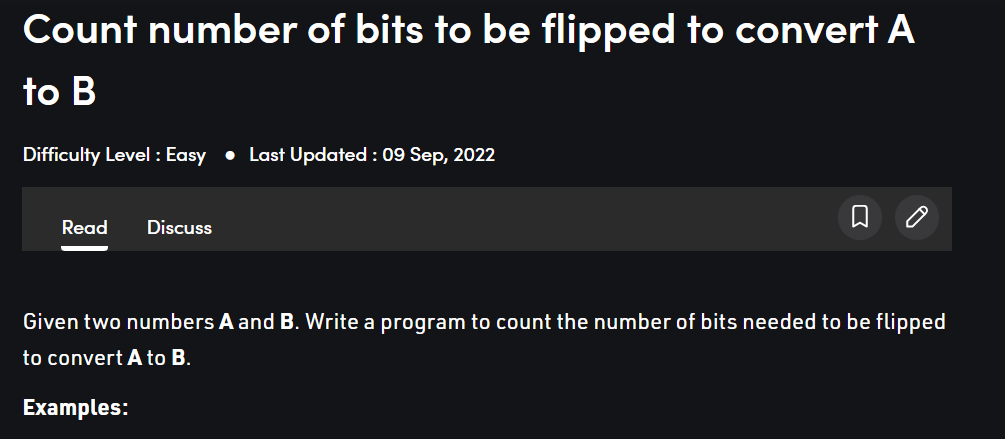 Count number of bits to be flipped to convert A
to B
Difficulty Level : Easy ● Last Updated : 09 Sep, 2022
Read Discuss
Given two numbers A and B. Write a program to count the number of bits needed to be flipped
to convert A to B.
Examples: